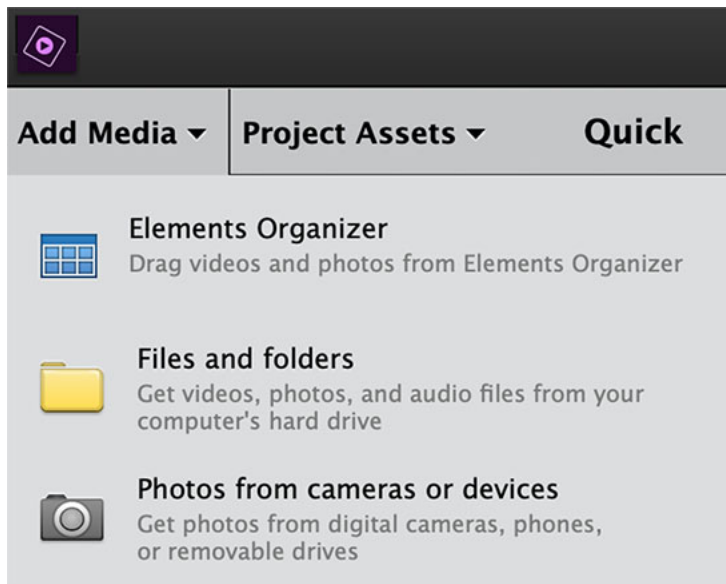 Add Media Project Assets Quick
Elements Organizer
Drag videos and photos from Elements Organizer
Files and folders
Get videos, photos, and audio files from your
computer's hard drive
Photos from cameras or devices
Get photos from digital cameras, phones,
or removable drives